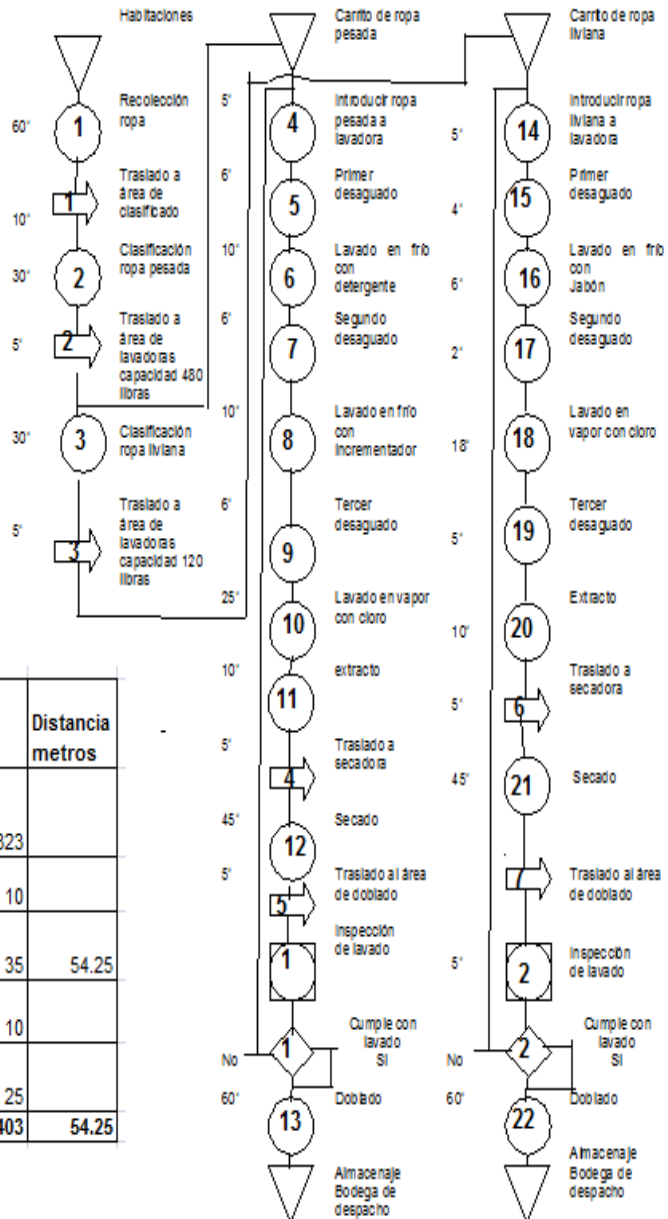 Habitaciones
60"
1
Recolección
ropa
10"
1
Traslado a
área de
clasificado
30"
2
Clasificación
ropa pesada
5'
2
Traslado a
área de
lavadoras
capacidad 480
libras
30"
3
Clasificación
ropa liviana
5'
3
Traslado a
área de
lavadoras
capacidad 120
libras
Distancia
metros
323
10
35 54.25
10
25
403 54.25
Carrito de ropa
pesada
5'
4
Introducir ropa
pesada a
lavadora
6'
5
Primer
desaguado
10"
6
Lavado en frío
con
detergente
6'
7
Segundo
desaguado
10"
8
Lavado en frío
con
Incrementador
6'
9
Tercer
desaguado
25"
10
Lavado en vapor
con cloro
10"
11
extracto
5'
4
Traslado a
secadora
45"
12
Secado
5'
5
Traslado al área
de doblado
1
Inspección
de lavado
No
1
Cumple con
lavado
SI
60"
13
Doblado
Almacenaje
Bodega de
despacho
Carrito de ropa
liviana
5'
14
Introducir ropa
liviana a
lavadora
4'
15
Primer
desaguado
6'
16
Lavado en frío
con
Jabón
2'
17
Segundo
desaguado
18'
18
Lavado en
vapor con cloro
5'
19
Tercer
desaguado
10'
20
Extracto
5'
6
Traslado a
secadora
45'
21
Secado
7
Traslado al área
de doblado
5'
2
Inspección
de lavado
No
2
Cumple con
lavado
SI
60"
22
Doblado
Almacenaje
Bodega de
despacho